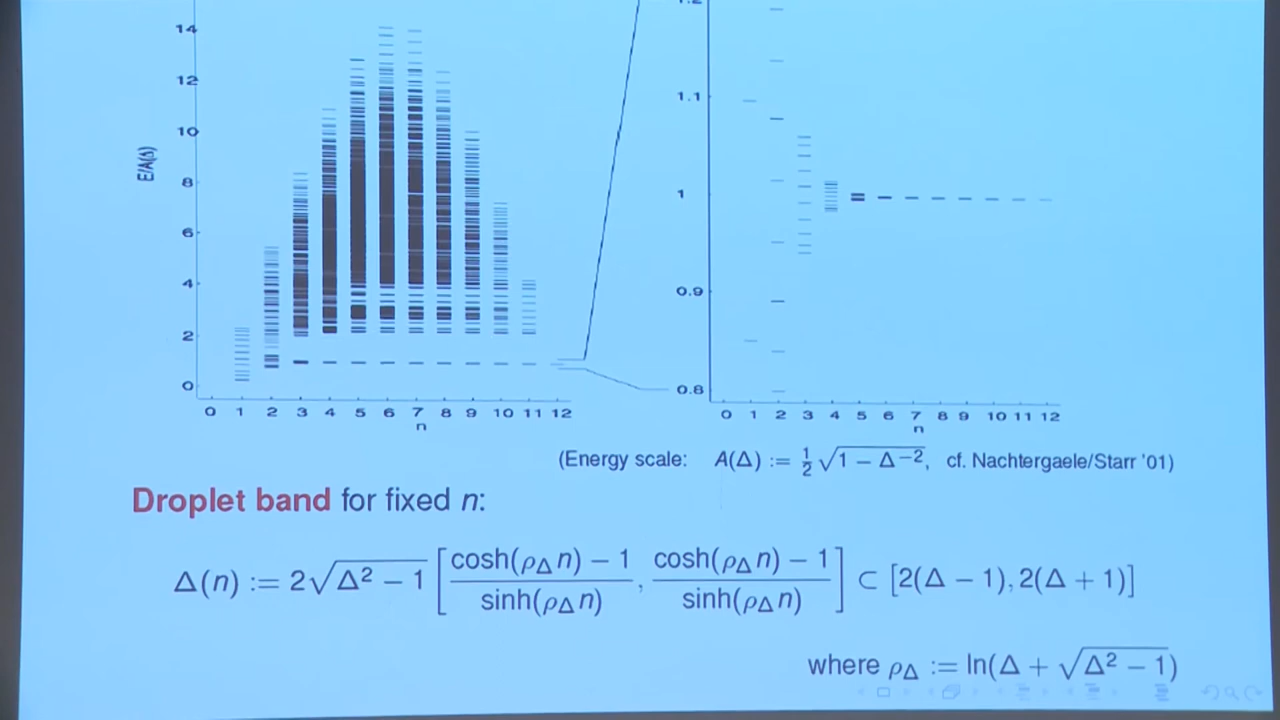 14
12
10
8
6
4
2
0
E/A(Δ)
0 1 2 3 4 5 6 7 8 9 10 11 12
n
1.2
1.1
1
0.9
0.8
0 1 2 3 4 5 6 7 8 9 10 11 12
n
(Energy scale: A(Δ) := ½√(1 − Δ⁻²), cf. Nachtergaele/Starr '01)
Droplet band for fixed n:
Δ(n) := 2√(Δ² − 1) [ (cosh(ρ_Δ n) − 1)/sinh(ρ_Δ n), (cosh(ρ_Δ n) − 1)/sinh(ρ_Δ n) ] ⊂ [2(Δ − 1), 2(Δ + 1)]
where ρ_Δ := ln(Δ + √(Δ² − 1))